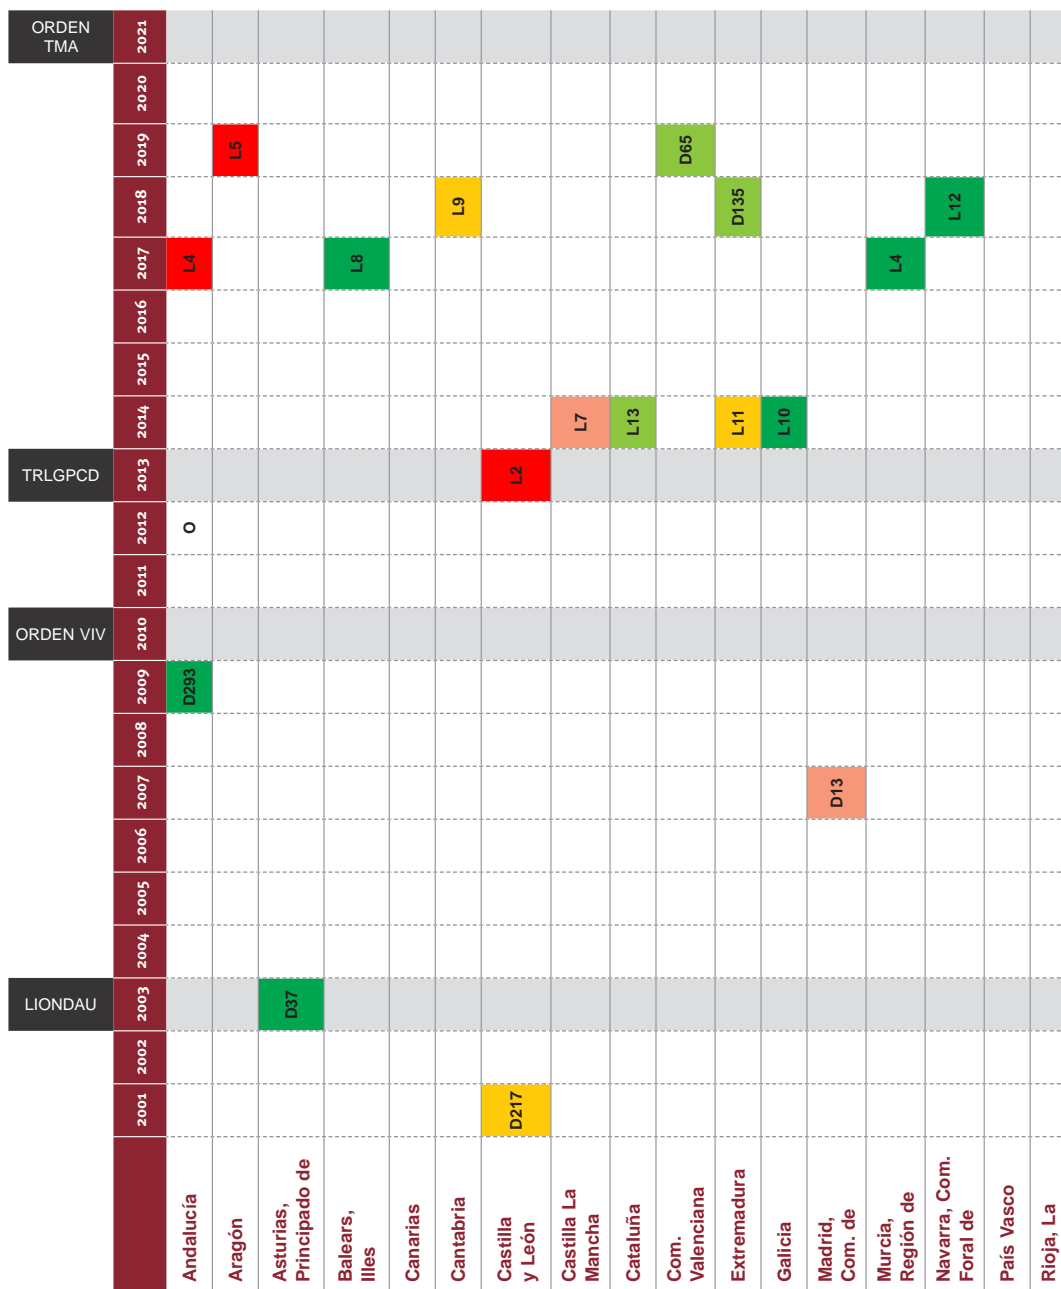 LIONDAU
ORDEN VIV
TRLGPCD
ORDEN
TMA
2001
2002
2003
2004
2005
2006
2007
2008
2009
2010
2011
2012
2013
2014
2015
2016
2017
2018
2019
2020
2021
Andalucía
D293
O
L4
Aragón
L5
Asturias,
Principado de
D37
Balears,
Illes
L8
Canarias
Cantabria
L9
Castilla
y León
D217
L2
Castilla La
Mancha
L7
Cataluña
L13
Com.
Valenciana
D65
Extremadura
L11
D135
Galicia
L10
Madrid,
Com. de
D13
Murcia,
Región de
L4
Navarra, Com.
Foral de
L12
País Vasco
Rioja, La